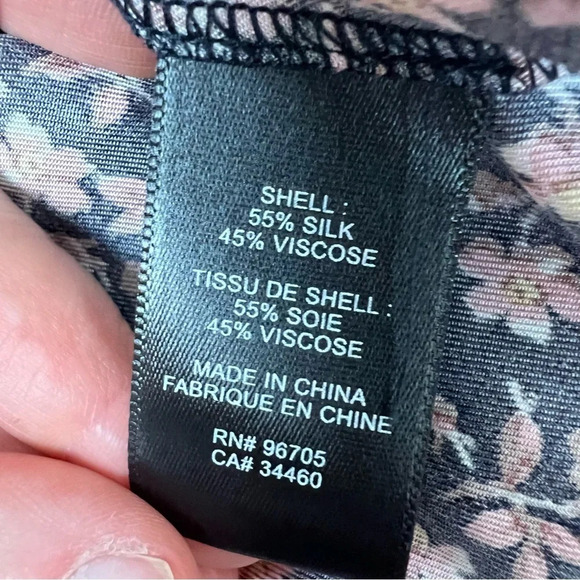 SHELL :
55% SILK
45% VISCOSE
TISSU DE SHELL :
55% SOIE
45% VISCOSE
MADE IN CHINA
FABRIQUE EN CHINE
RN# 96705
CA# 34460